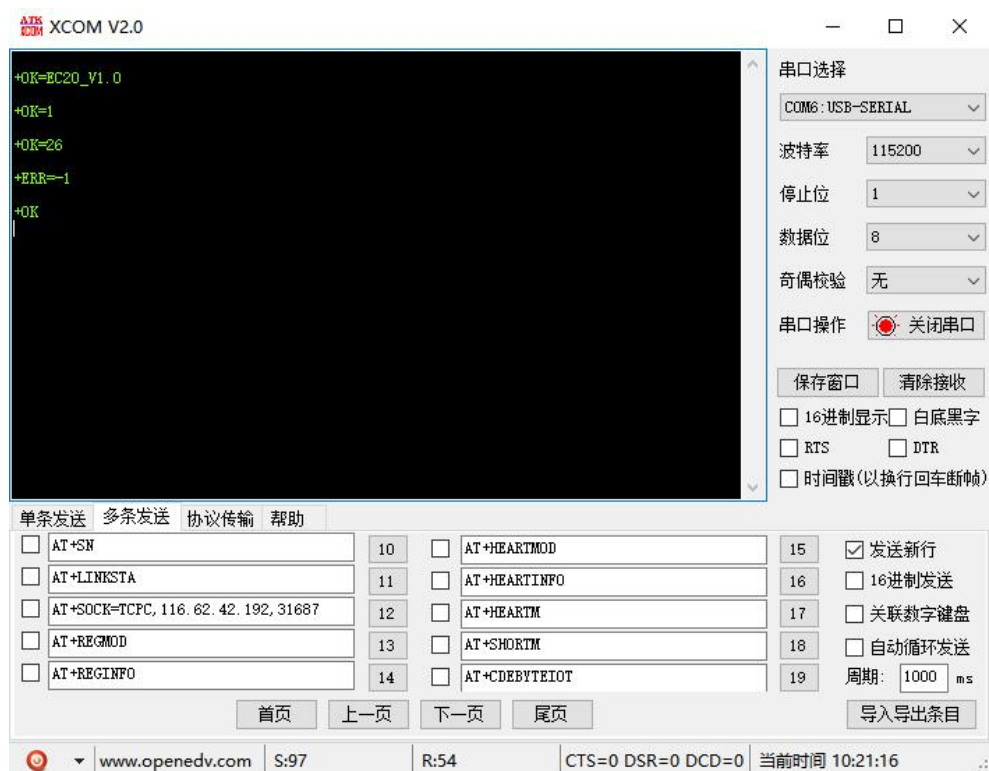 ATK XCOM XCOM V2.0
+OK=EC20_V1.0
+OK=1
+OK=26
+ERR=-1
+OK
串口选择
COM6:USB-SERIAL
波特率 115200
停止位 1
数据位 8
奇偶校验 无
串口操作 关闭串口
保存窗口 清除接收
16进制显示 白底黑字
RTS DTR
时间戳(以换行回车断帧)
单条发送 多条发送 协议传输 帮助
AT+SN 10 AT+HEARTMOD 15 发送新行
AT+LINKSTA 11 AT+HEARTINFO 16 16进制发送
AT+SOCK=TCPC,116.62.42.192,31687 12 AT+HEARTM 17 关联数字键盘
AT+REGMOD 13 AT+SHORTM 18 自动循环发送
AT+REGINFO 14 AT+CDEBYTEIOT 19 周期: 1000 ms
首页 上一页 下一页 尾页 导入导出条目
www.openedv.com S:97 R:54 CTS=0 DSR=0 DCD=0 当前时间 10:21:16